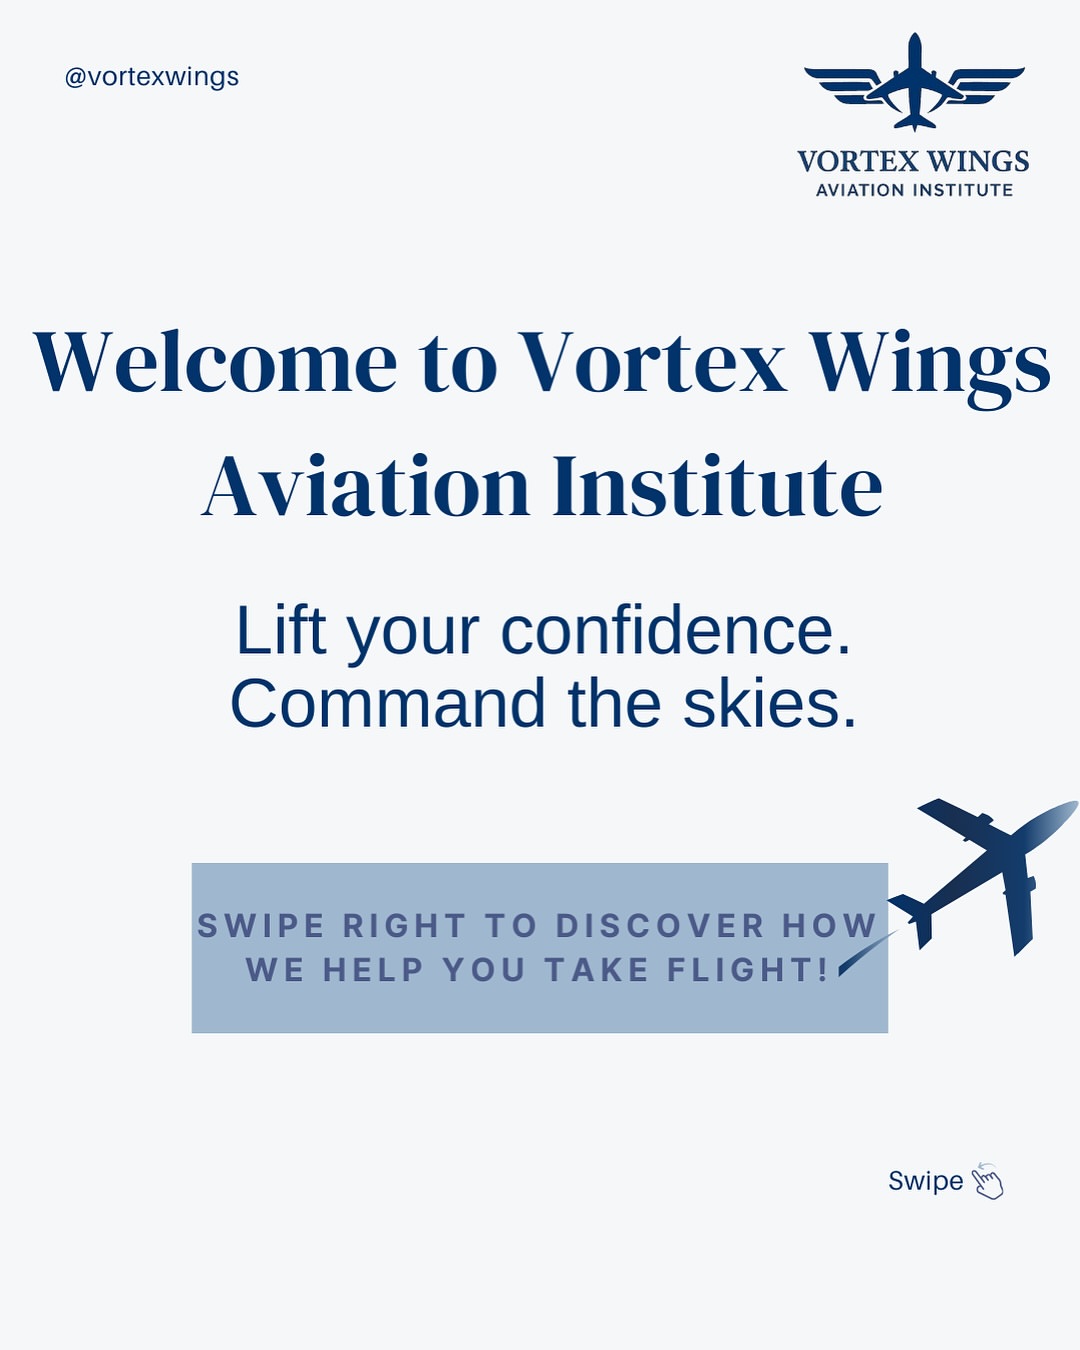 @vortexwings
VORTEX WINGS
AVIATION INSTITUTE
Welcome to Vortex Wings
Aviation Institute
Lift your confidence.
Command the skies.
SWIPE RIGHT TO DISCOVER HOW
WE HELP YOU TAKE FLIGHT!
Swipe